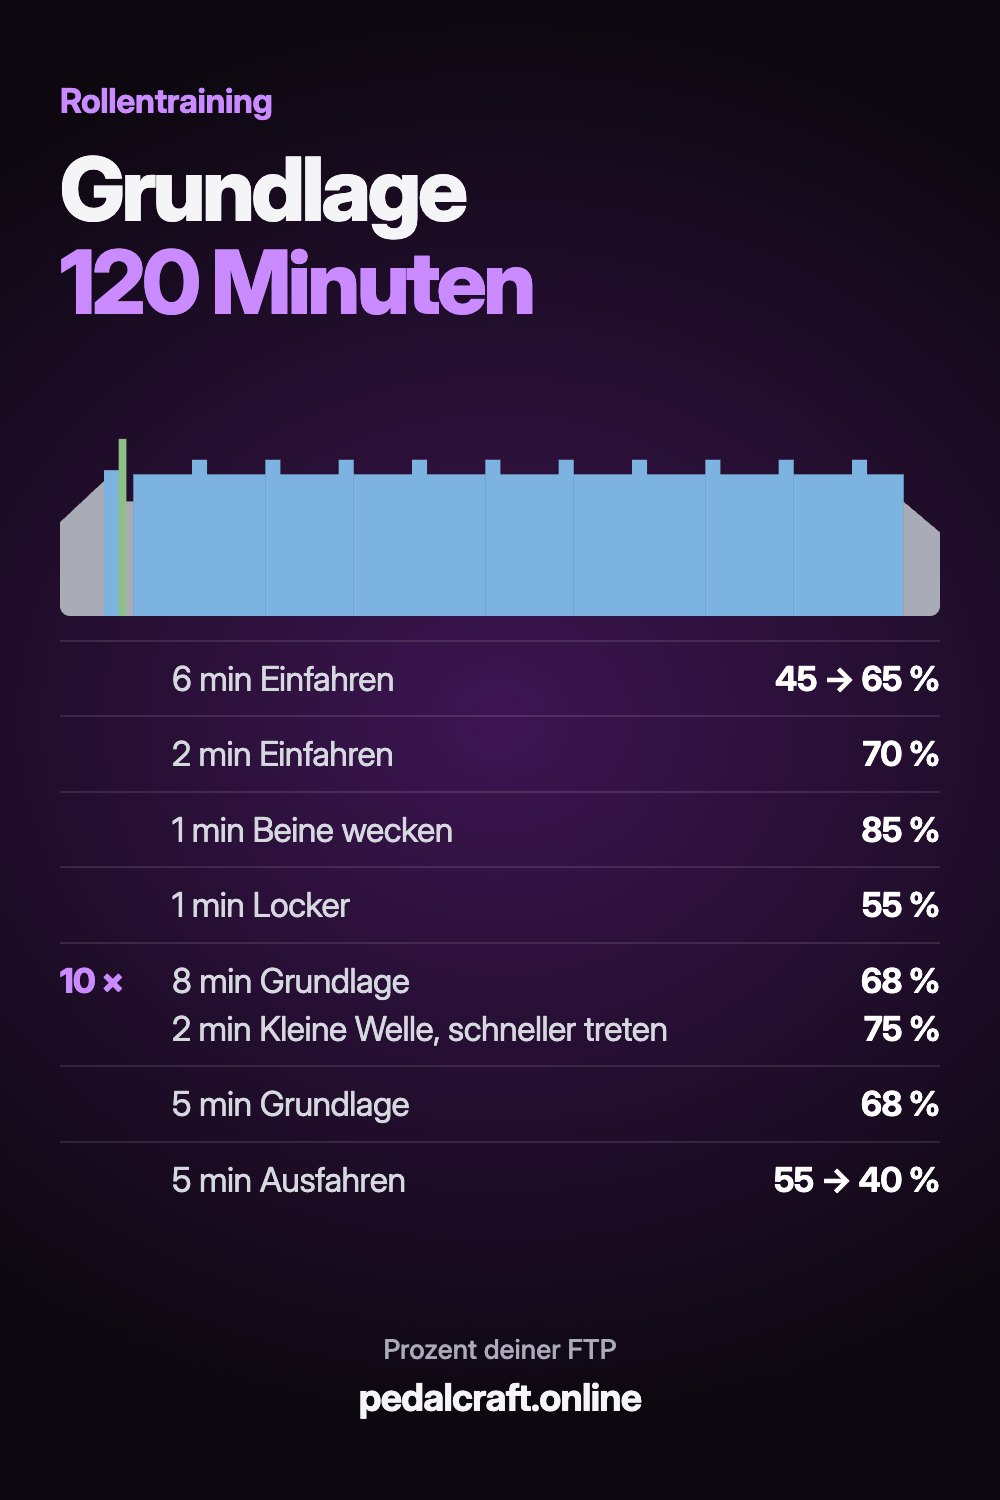 Rollentraining
Grundlage
120 Minuten
6 min Einfahren 45 → 65 %
2 min Einfahren 70 %
1 min Beine wecken 85 %
1 min Locker 55 %
10 × 8 min Grundlage 68 %
2 min Kleine Welle, schneller treten 75 %
5 min Grundlage 68 %
5 min Ausfahren 55 → 40 %
Prozent deiner FTP
pedalcraft.online